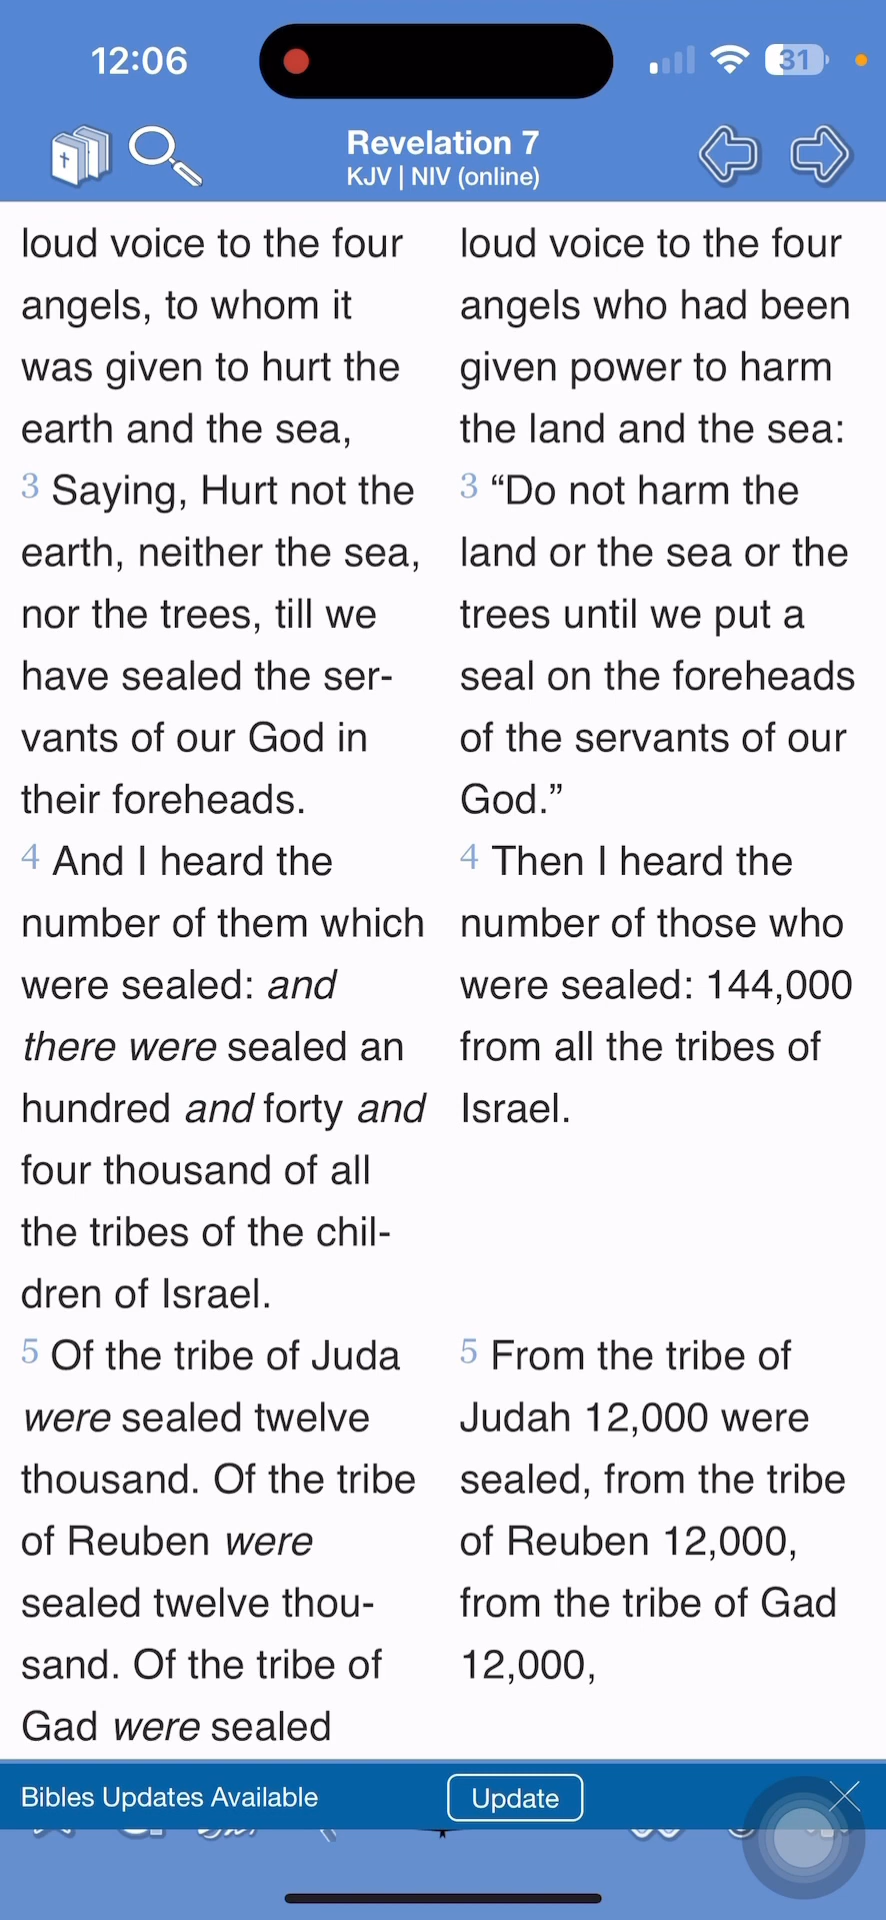 12:06
31
Revelation 7
KJV | NIV (online)
loud voice to the four
angels, to whom it
was given to hurt the
earth and the sea,
3 Saying, Hurt not the
earth, neither the sea,
nor the trees, till we
have sealed the ser-
vants of our God in
their foreheads.
4 And I heard the
number of them which
were sealed: and
there were sealed an
hundred and forty and
four thousand of all
the tribes of the chil-
dren of Israel.
5 Of the tribe of Juda
were sealed twelve
thousand. Of the tribe
of Reuben were
sealed twelve thou-
sand. Of the tribe of
Gad were sealed
loud voice to the four
angels who had been
given power to harm
the land and the sea:
3 “Do not harm the
land or the sea or the
trees until we put a
seal on the foreheads
of the servants of our
God.”
4 Then I heard the
number of those who
were sealed: 144,000
from all the tribes of
Israel.
5 From the tribe of
Judah 12,000 were
sealed, from the tribe
of Reuben 12,000,
from the tribe of Gad
12,000,
Bibles Updates Available
Update